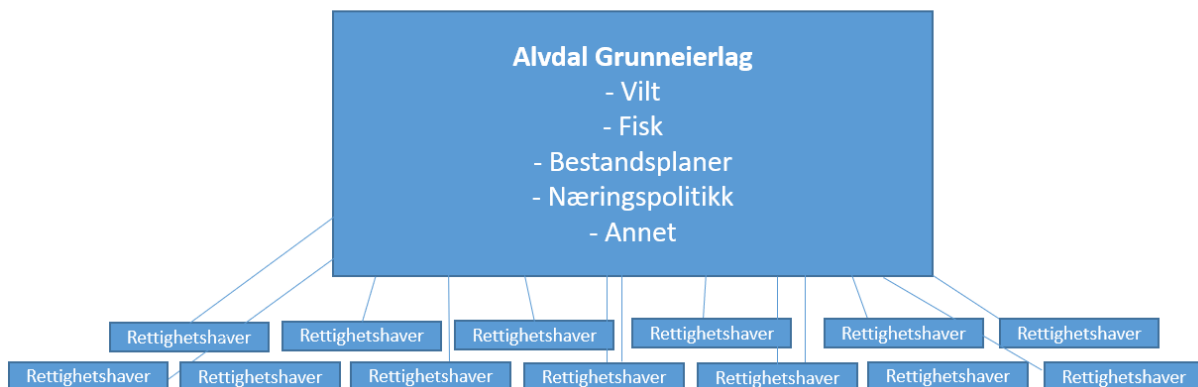 Alvdal Grunneierlag
- Vilt
- Fisk
- Bestandsplaner
- Næringspolitikk
- Annet
Rettighetshaver
Rettighetshaver
Rettighetshaver
Rettighetshaver
Rettighetshaver
Rettighetshaver
Rettighetshaver
Rettighetshaver
Rettighetshaver
Rettighetshaver
Rettighetshaver
Rettighetshaver
Rettighetshaver